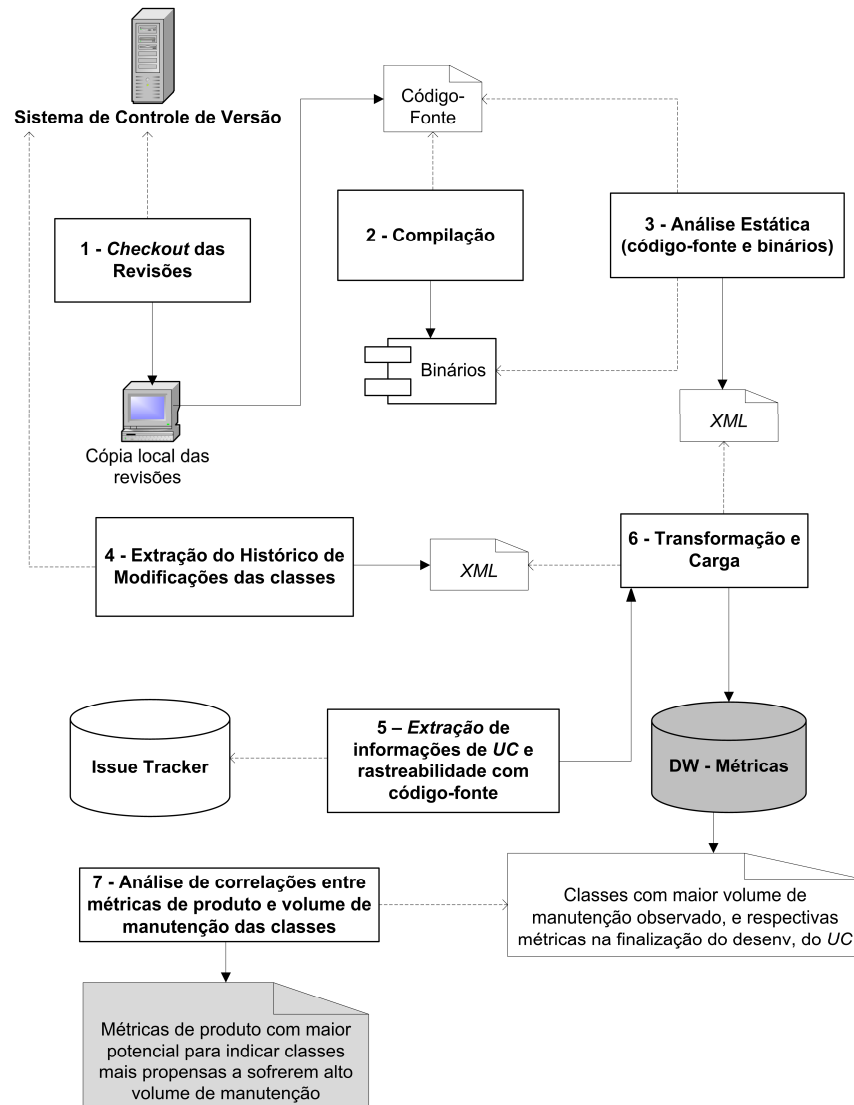 Sistema de Controle de Versão
Código-
Fonte
1 - Checkout das
Revisões
2 - Compilação
3 - Análise Estática
(código-fonte e binários)
Binários
Cópia local das
revisões
XML
4 - Extração do Histórico de
Modificações das classes
XML
6 - Transformação e
Carga
Issue Tracker
5 – Extração de
informações de UC e
rastreabilidade com
código-fonte
DW - Métricas
7 - Análise de correlações entre
métricas de produto e volume de
manutenção das classes
Classes com maior volume de
manutenção observado, e respectivas
métricas na finalização do desenv, do UC
Métricas de produto com maior
potencial para indicar classes
mais propensas a sofrerem alto
volume de manutenção